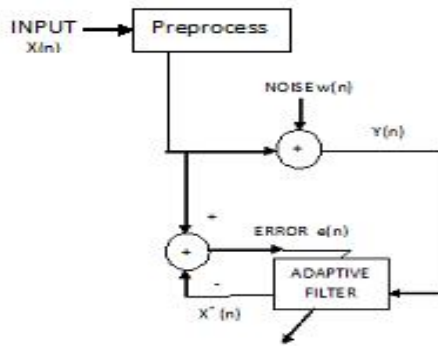 INPUT
X(n)
Preprocess
NOISE w(n)
+
Y(n)
+
ERROR e(n)
+
-
X^(n)
ADAPTIVE
FILTER